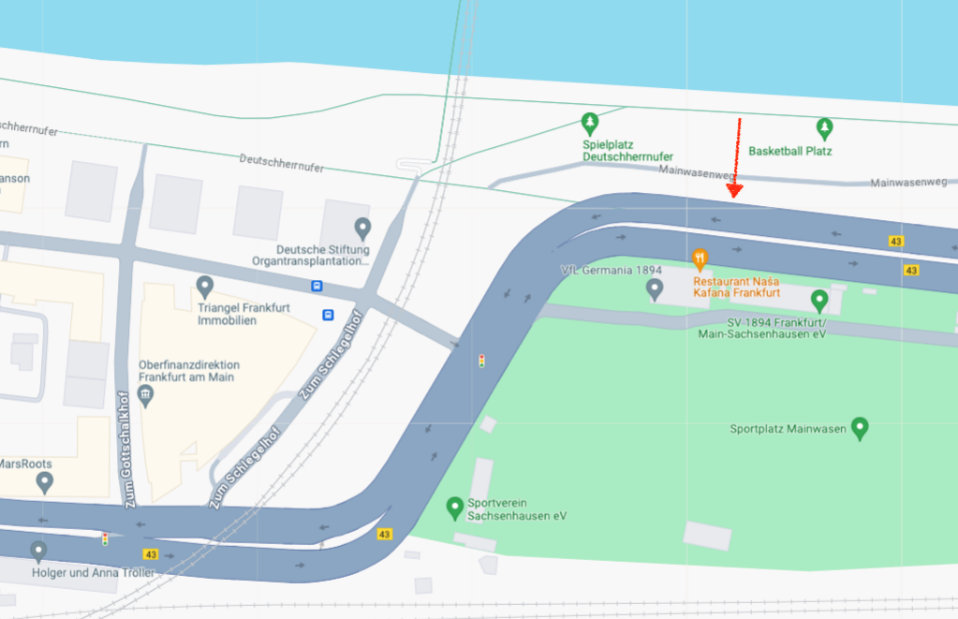 schherrnufer
rn
anson
n
Deutschherrnufer
Spielplatz
Deutschherrnufer
Basketball Platz
Mainwasenweg
Mainwasenweg
43
43
Deutsche Stiftung
Organtransplantation...
VfL Germania 1894
Restaurant Naša
Kafana Frankfurt
Triangel Frankfurt
Immobilien
SV 1894 Frankfurt/
Main-Sachsenhausen eV
Zum Schlegelhof
Oberfinanzdirektion
Frankfurt am Main
Zum Gottschalkhof
Zum Schlegelhof
Sportplatz Mainwasen
MarsRoots
Sportverein
Sachsenhausen eV
43
43
Holger und Anna Troller